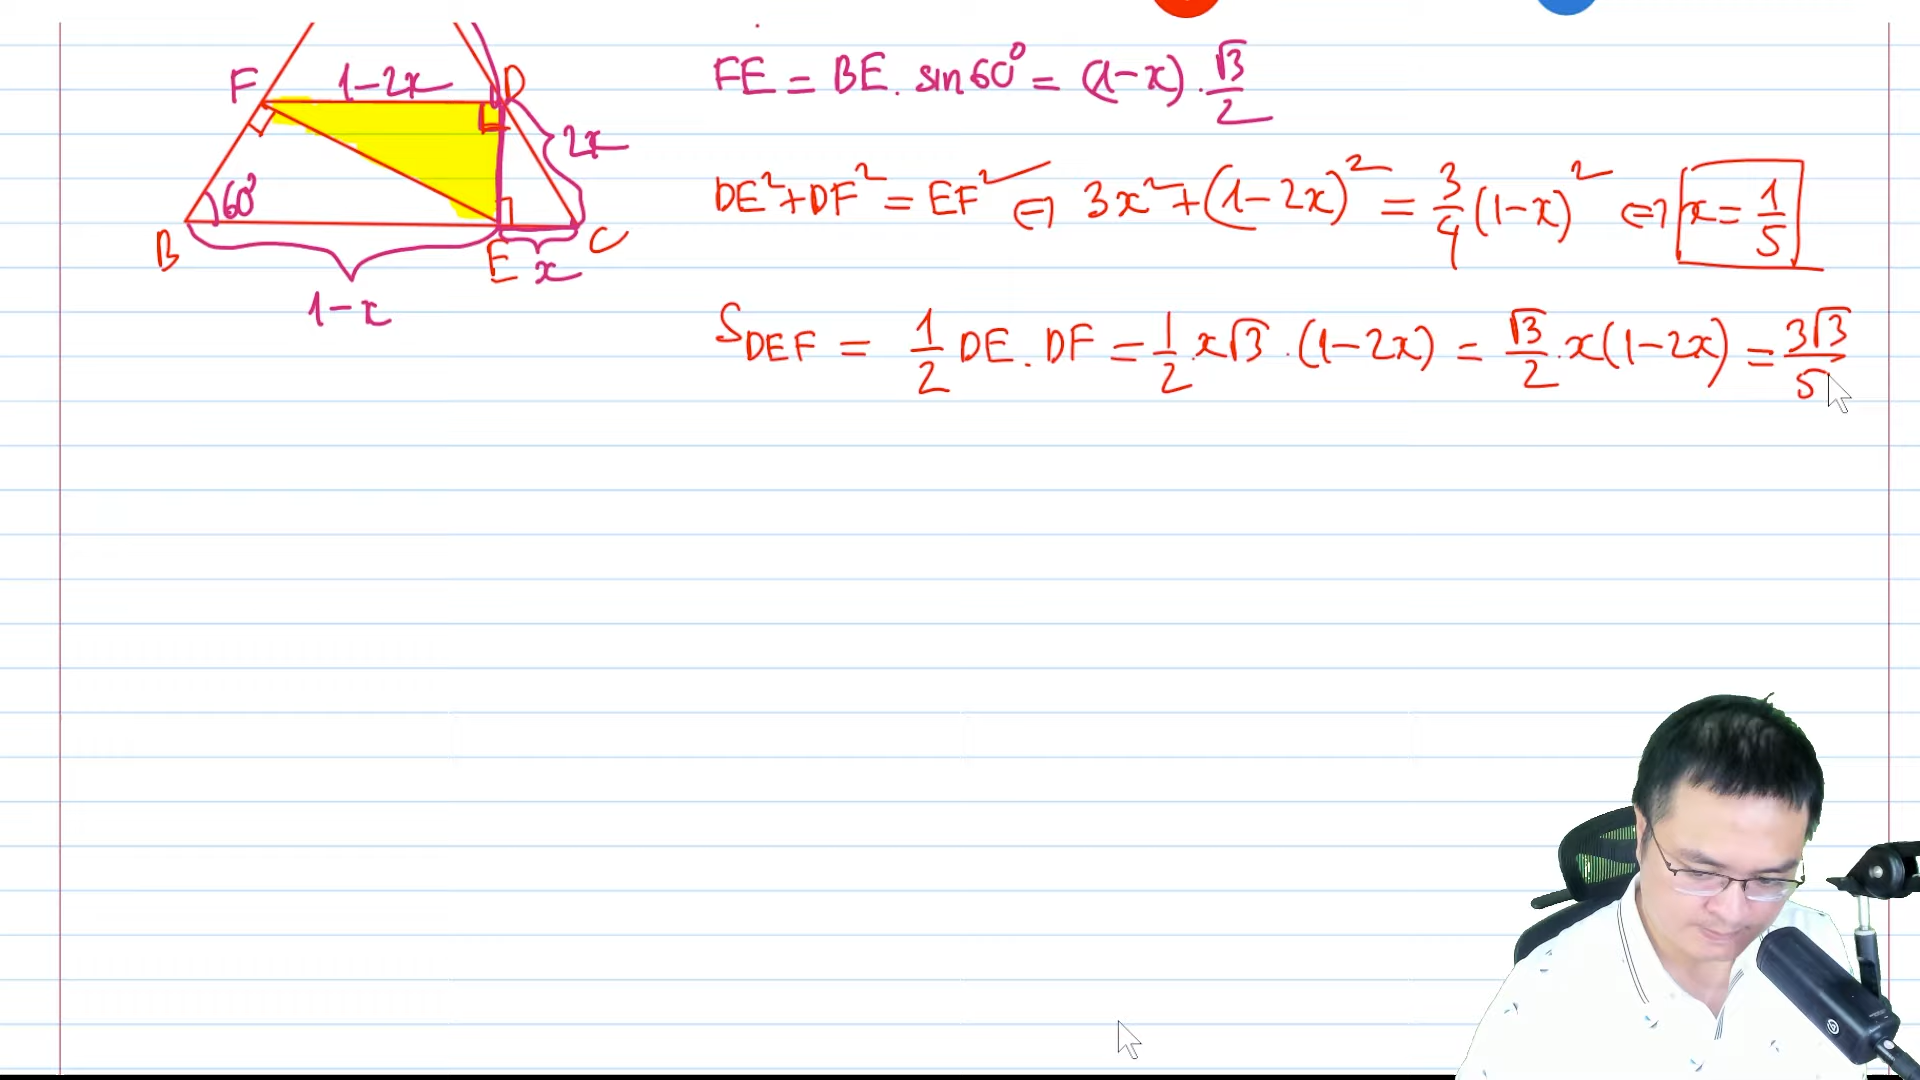 F 1-2x D
2x
60°
B E C
x
1-x
FE = BE. sin60° = (1-x).√3/2
DE²+DF² = EF² ⇔ 3x²+(1-2x)² = 3/4(1-x)² ⇔ x = 1/5
S_DEF = 1/2 DE.DF = 1/2.x√3.(1-2x) = √3/2.x(1-2x) = 3√3/5